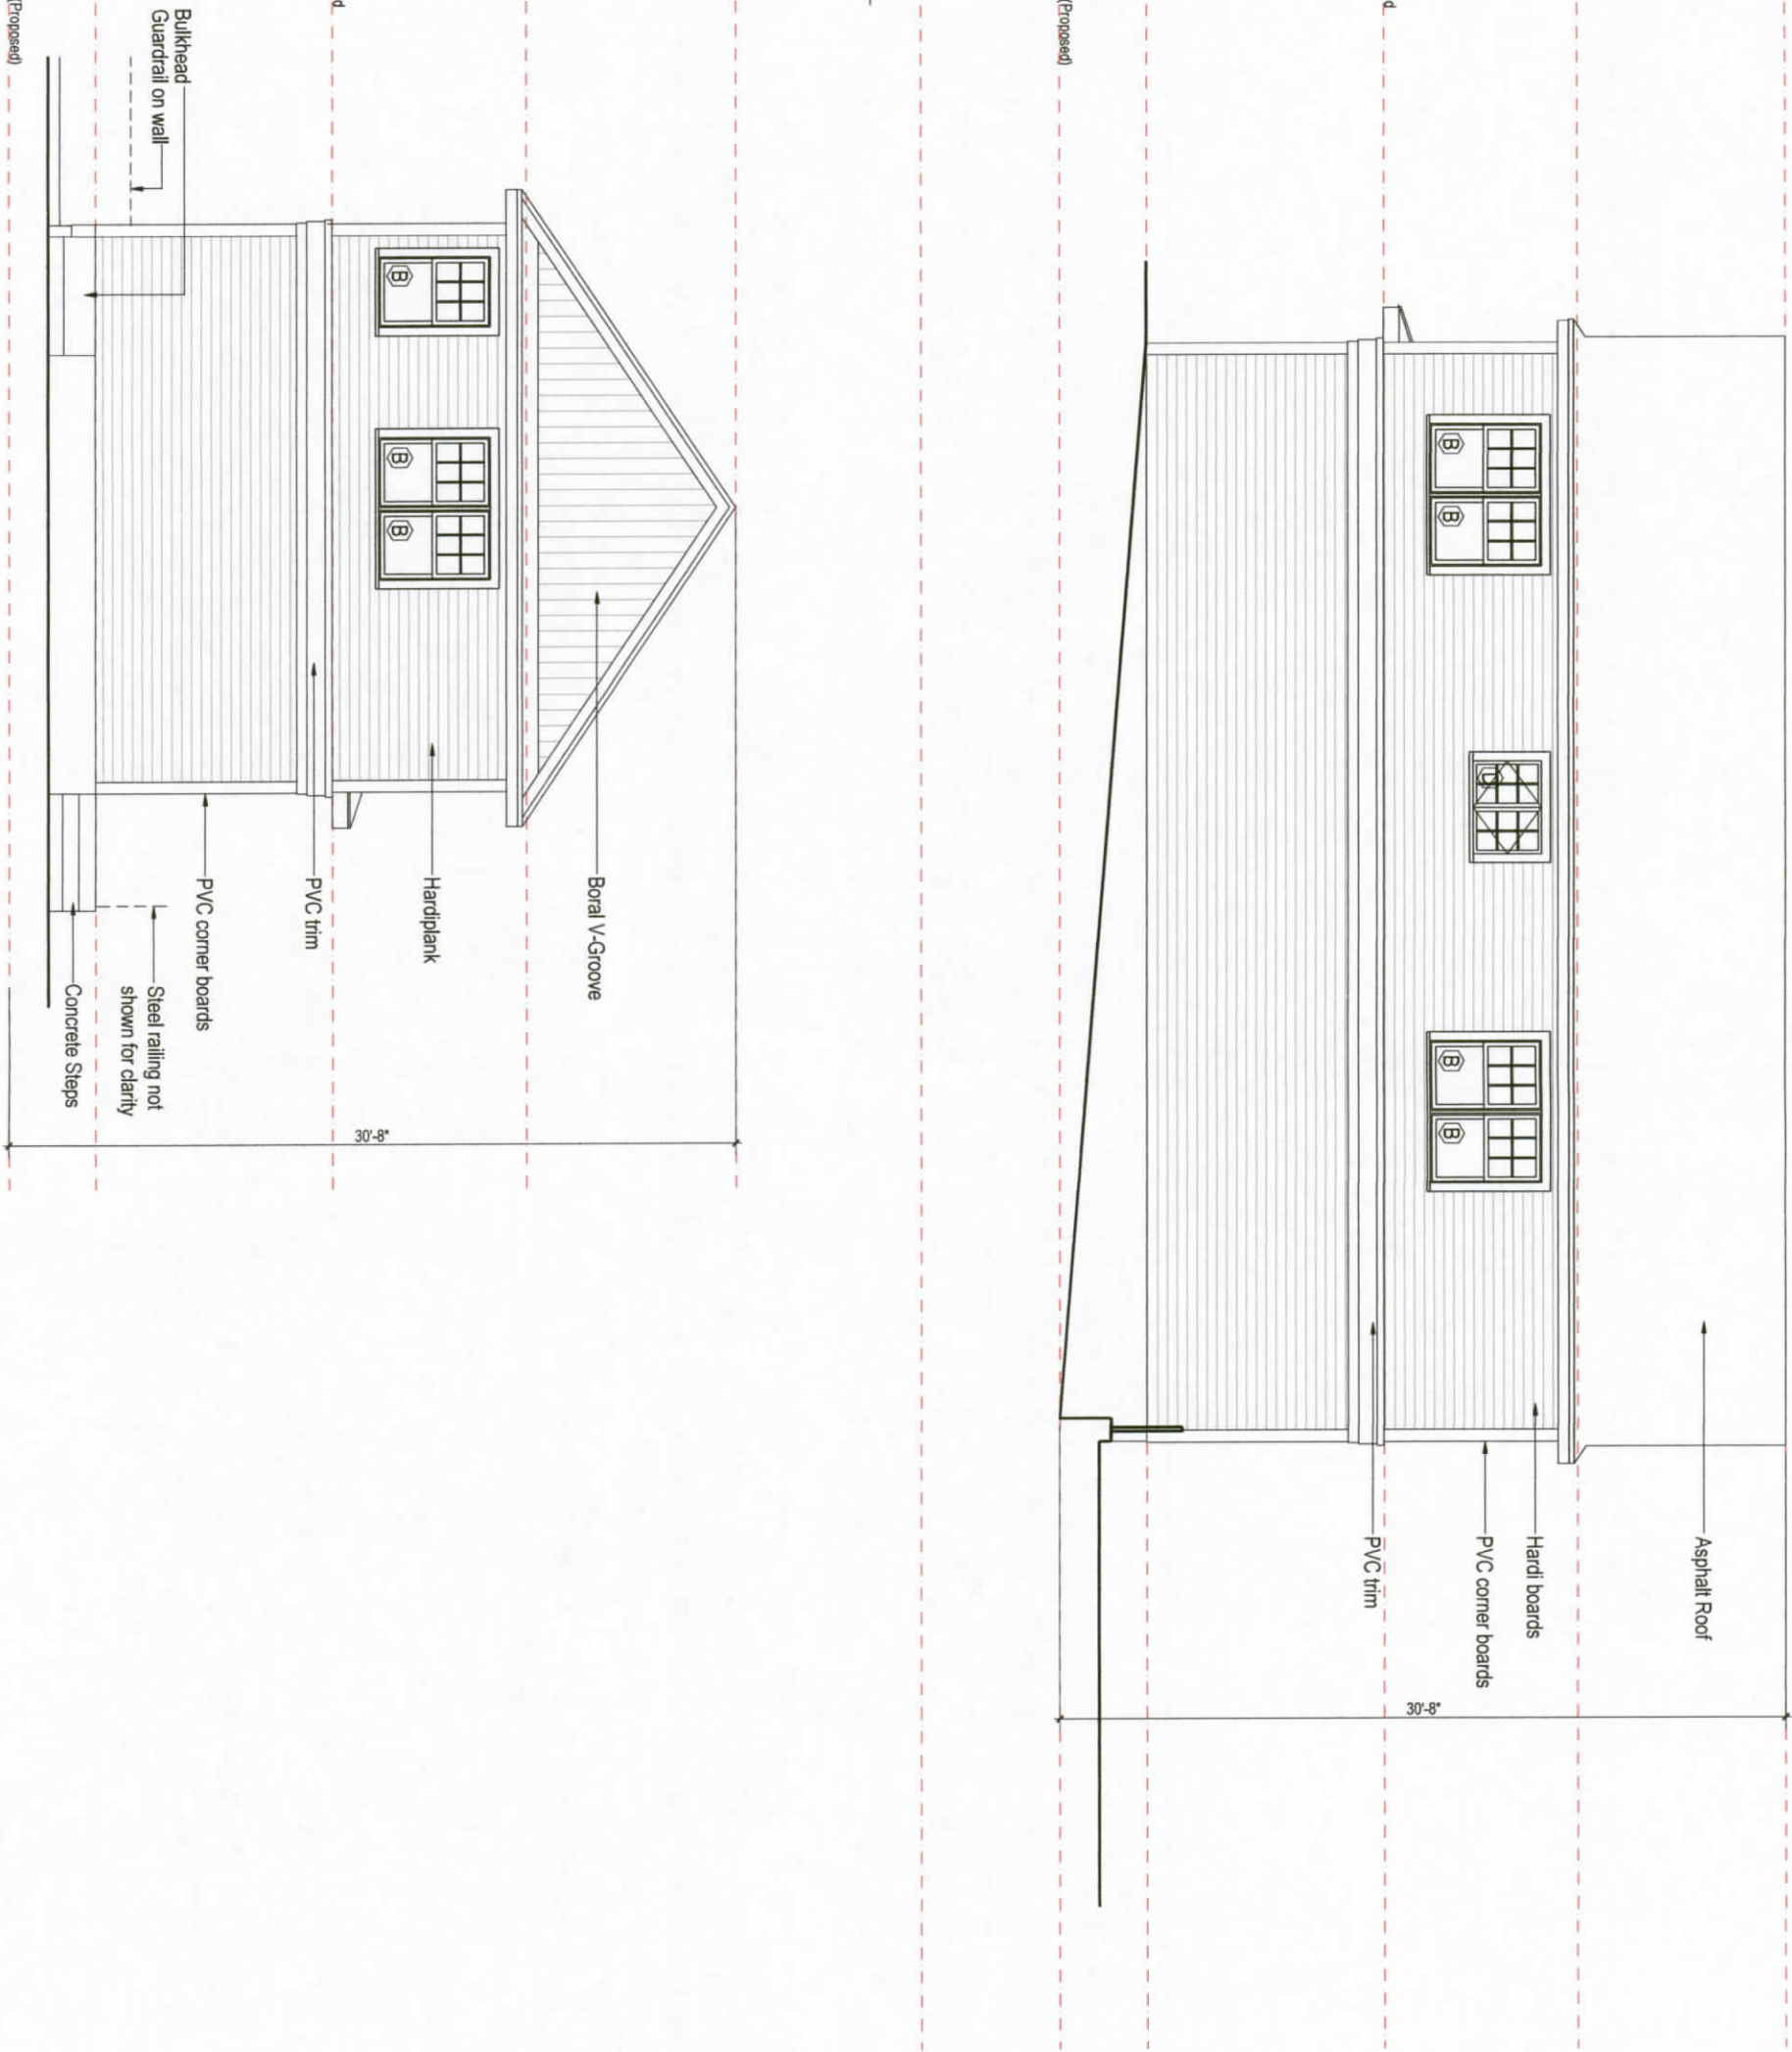 Asphalt Roof
Hardi boards
PVC corner boards
PVC trim
30'-8"
B
B
D
B
B
d
(Proposed)
Boral V-Groove
Hardiplank
PVC trim
PVC corner boards
Steel railing not
shown for clarity
Concrete Steps
30'-8"
B
B
B
d
Bulkhead
Guardrail on wall
(Proposed)